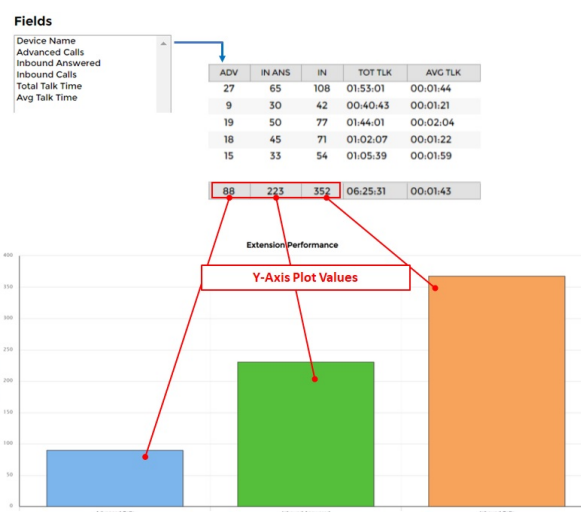 Fields
Device Name
Advanced Calls
Inbound Answered
Inbound Calls
Total Talk Time
Avg Talk Time
ADV IN ANS IN TOT TLK AVG TLK
27 65 108 01:53:01 00:01:44
9 30 42 00:40:43 00:01:21
19 50 77 01:44:01 00:02:04
18 45 71 01:02:07 00:01:22
15 33 54 01:05:39 00:01:59
88 223 352 06:25:31 00:01:43
Extension Performance
Y-Axis Plot Values
400
350
300
250
200
150
100
50
0